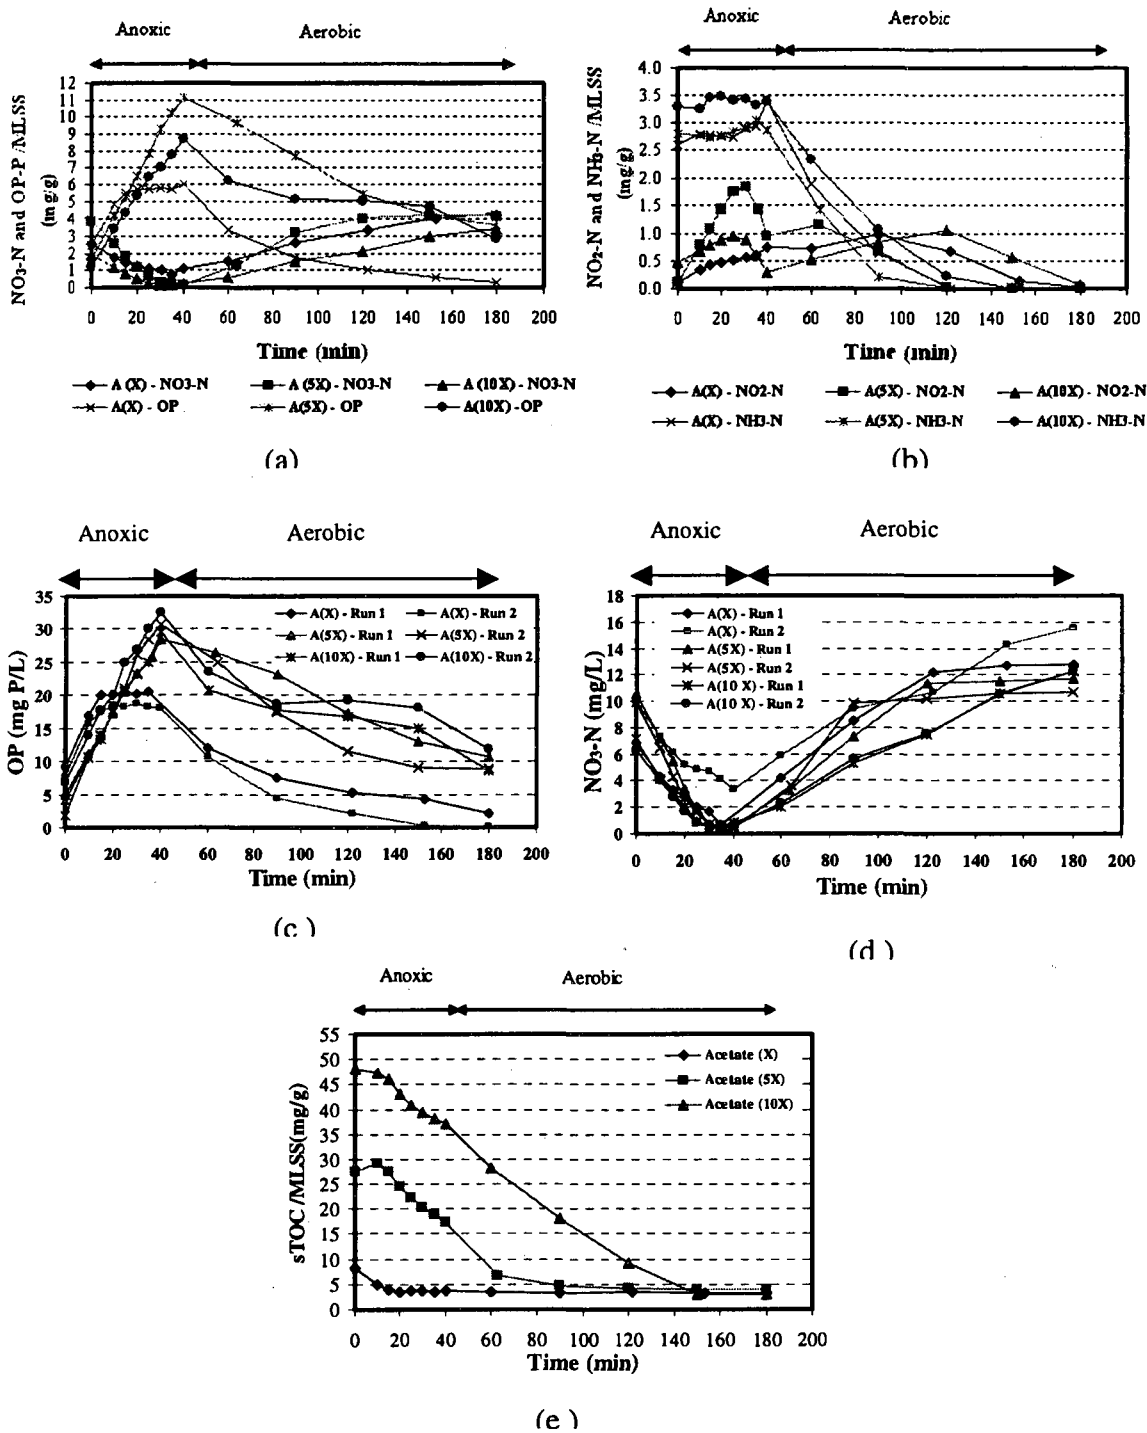 Anoxic Aerobic
NO3-N and OP-P /MLSS
(mg/g)
12
11
10
9
8
7
6
5
4
3
2
1
0
0 20 40 60 80 100 120 140 160 180 200
Time (min)
A (X) - NO3-N A (5X) - NO3-N A (10X) - NO3-N
A(X) - OP A(5X) - OP A(10X) -OP
(a)
Anoxic Aerobic
NO2-N and NH3-N /MLSS
(mg/g)
4.0
3.5
3.0
2.5
2.0
1.5
1.0
0.5
0.0
0 20 40 60 80 100 120 140 160 180 200
Time (min)
A(X) - NO2-N A(5X) - NO2-N A(10X) - NO2-N
A(X) - NH3-N A(5X) - NH3-N A(10X) - NH3-N
(b)
Anoxic Aerobic
OP (mg P/L)
35
30
25
20
15
10
5
0
A(X) - Run 1 A(X) - Run 2
A(5X) - Run 1 A(5X) - Run 2
A(10X) - Run 1 A(10X) - Run 2
0 20 40 60 80 100 120 140 160 180 200
Time (min)
(c )
Anoxic Aerobic
NO3-N (mg/L)
18
16
14
12
10
8
6
4
2
0
A(X) - Run 1
A(X) - Run 2
A(5X) - Run 1
A(5X) - Run 2
A(10 X) - Run 1
A(10 X) - Run 2
0 20 40 60 80 100 120 140 160 180 200
Time (min)
(d )
Anoxic Aerobic
sTOC /MLSS(mg/g)
55
50
45
40
35
30
25
20
15
10
5
0
Acetate (X)
Acetate (5X)
Acetate (10X)
0 20 40 60 80 100 120 140 160 180 200
Time (min)
(e )